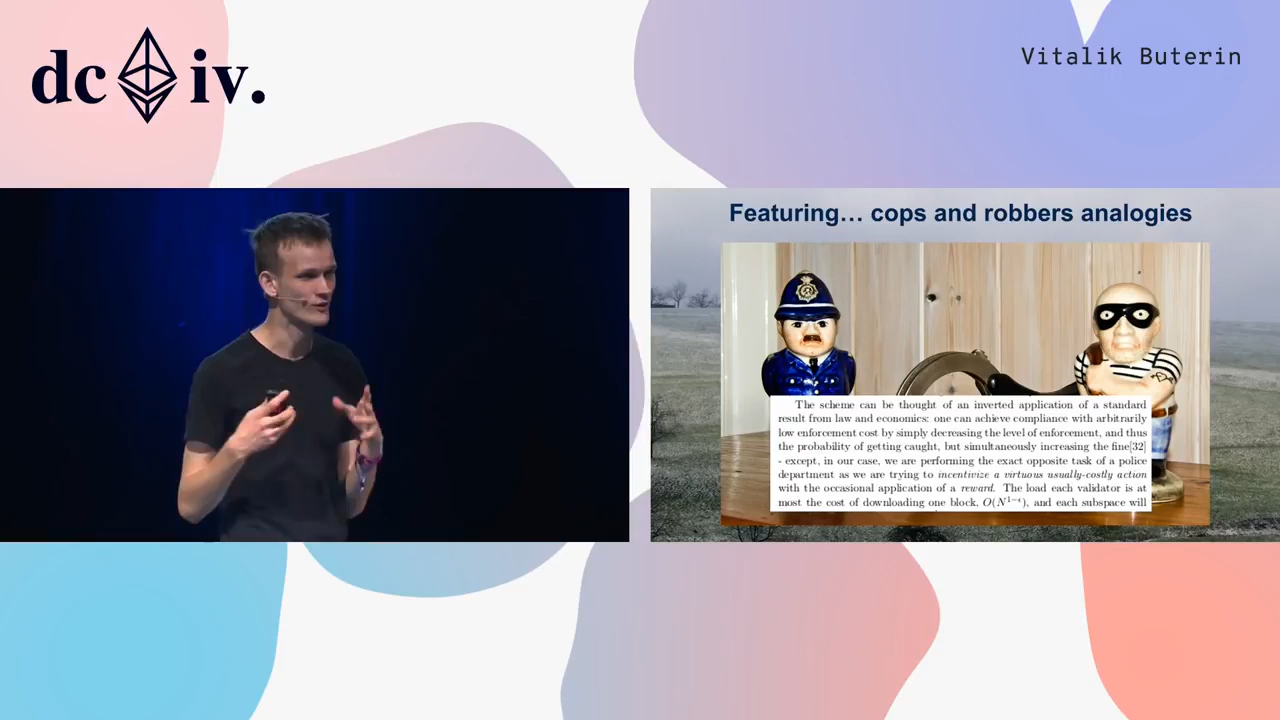 dc iv.
Vitalik Buterin
Featuring… cops and robbers analogies
The scheme can be thought of an inverted application of a standard
result from law and economics: one can achieve compliance with arbitrarily
low enforcement cost by simply decreasing the level of enforcement, and thus
the probability of getting caught, but simultaneously increasing the fine[32]
- except, in our case, we are performing the exact opposite task of a police
department as we are trying to incentivize a virtuous usually-costly action
with the occasional application of a reward. The load each validator is at
most the cost of downloading one block, O(N¹⁻ᵋ), and each subspace will